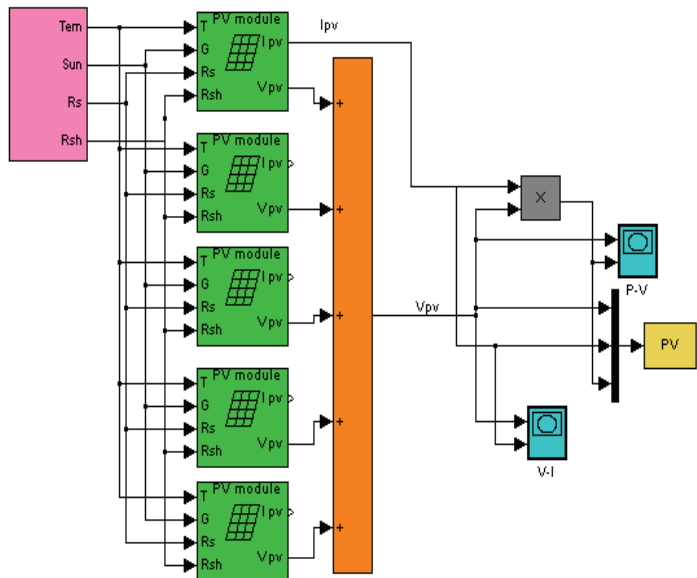 Tem
Sun
Rs
Rsh
PV module
T
G
Rs
Rsh
Ipv
Vpv
PV module
T
G
Rs
Rsh
Ipv
Vpv
PV module
T
G
Rs
Rsh
Ipv
Vpv
PV module
T
G
Rs
Rsh
Ipv
Vpv
PV module
T
G
Rs
Rsh
Ipv
Vpv
+
+
+
+
+
Ipv
Vpv
X
P-V
PV
V-I